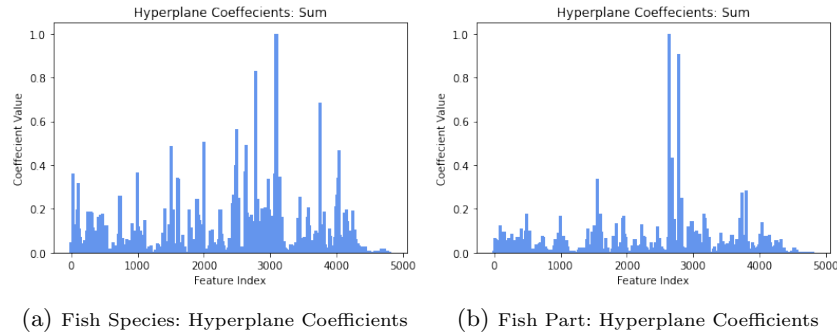 Hyperplane Coeffecients: Sum
1.0
0.8
0.6
0.4
0.2
0.0
Coeffecient Value
0 1000 2000 3000 4000 5000
Feature Index
(a) Fish Species: Hyperplane Coefficients
Hyperplane Coeffecients: Sum
1.0
0.8
0.6
0.4
0.2
0.0
Coeffecient Value
0 1000 2000 3000 4000 5000
Feature Index
(b) Fish Part: Hyperplane Coefficients